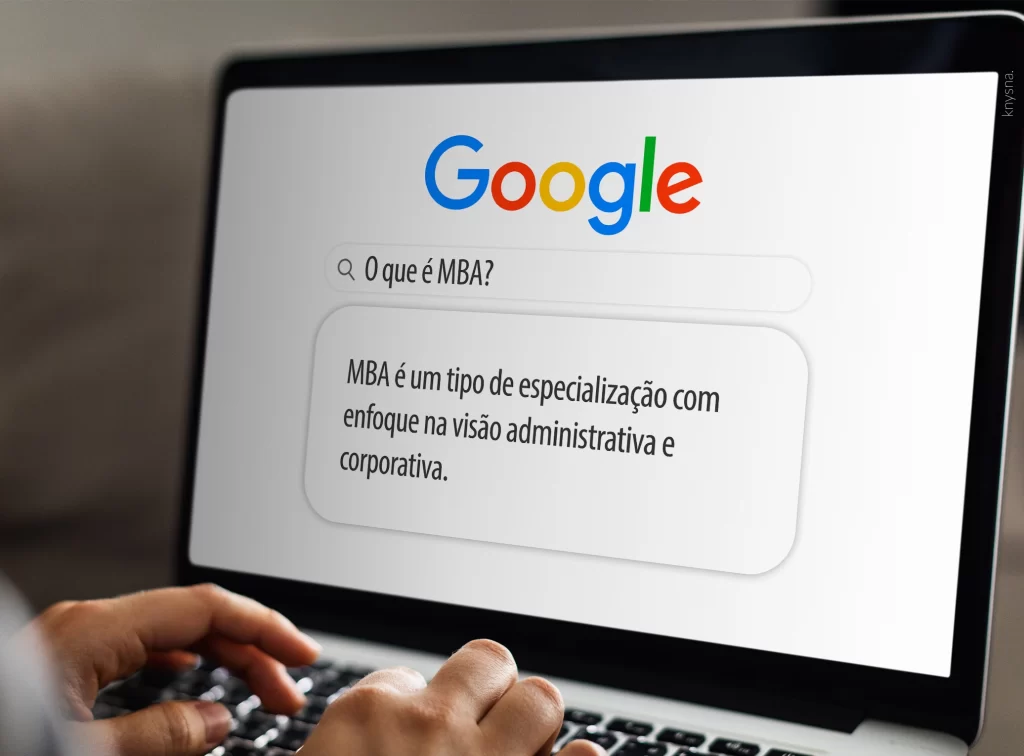 Google
O que é MBA?
MBA é um tipo de especialização com
enfoque na visão administrativa e
corporativa.
knysna.